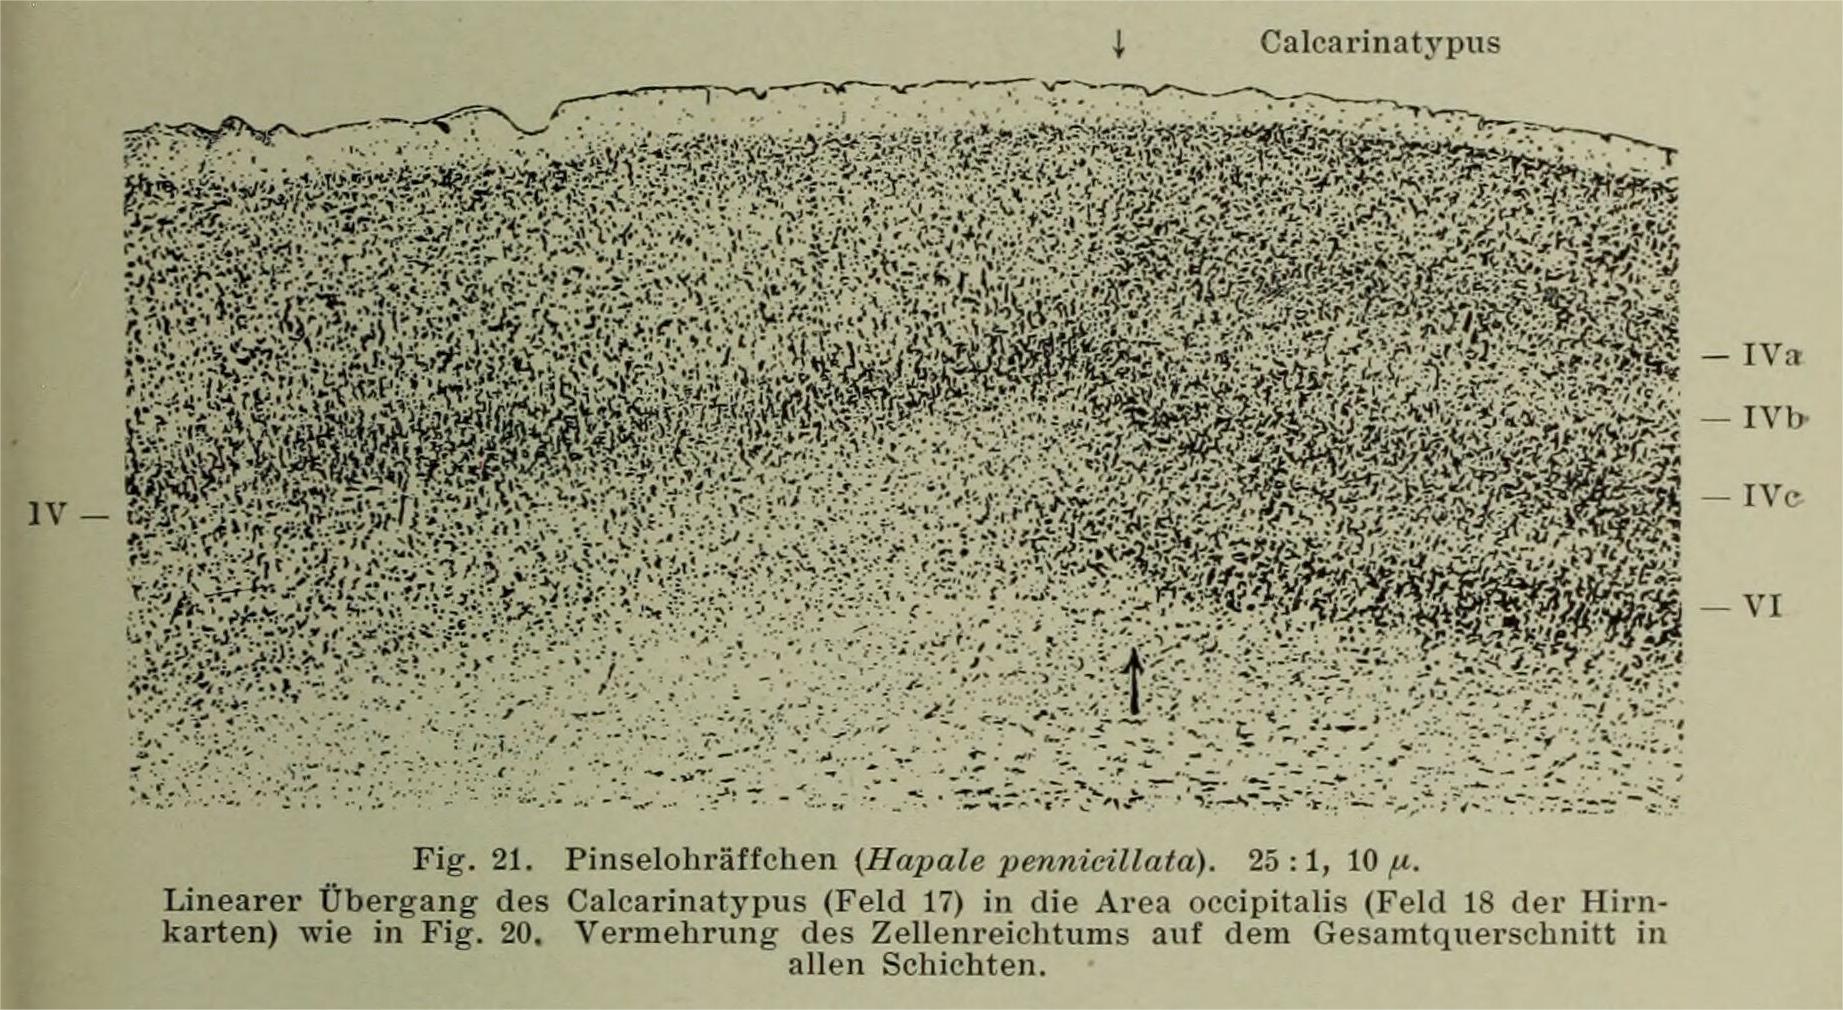 ↓ Calcarinatypus
— IVa
— IVb
IV —
— IVc
— VI
Fig. 21. Pinselohräffchen (Hapale pennicillata). 25 : 1, 10 µ.
Linearer Übergang des Calcarinatypus (Feld 17) in die Area occipitalis (Feld 18 der Hirn-
karten) wie in Fig. 20. Vermehrung des Zellenreichtums auf dem Gesamtquerschnitt in
allen Schichten.